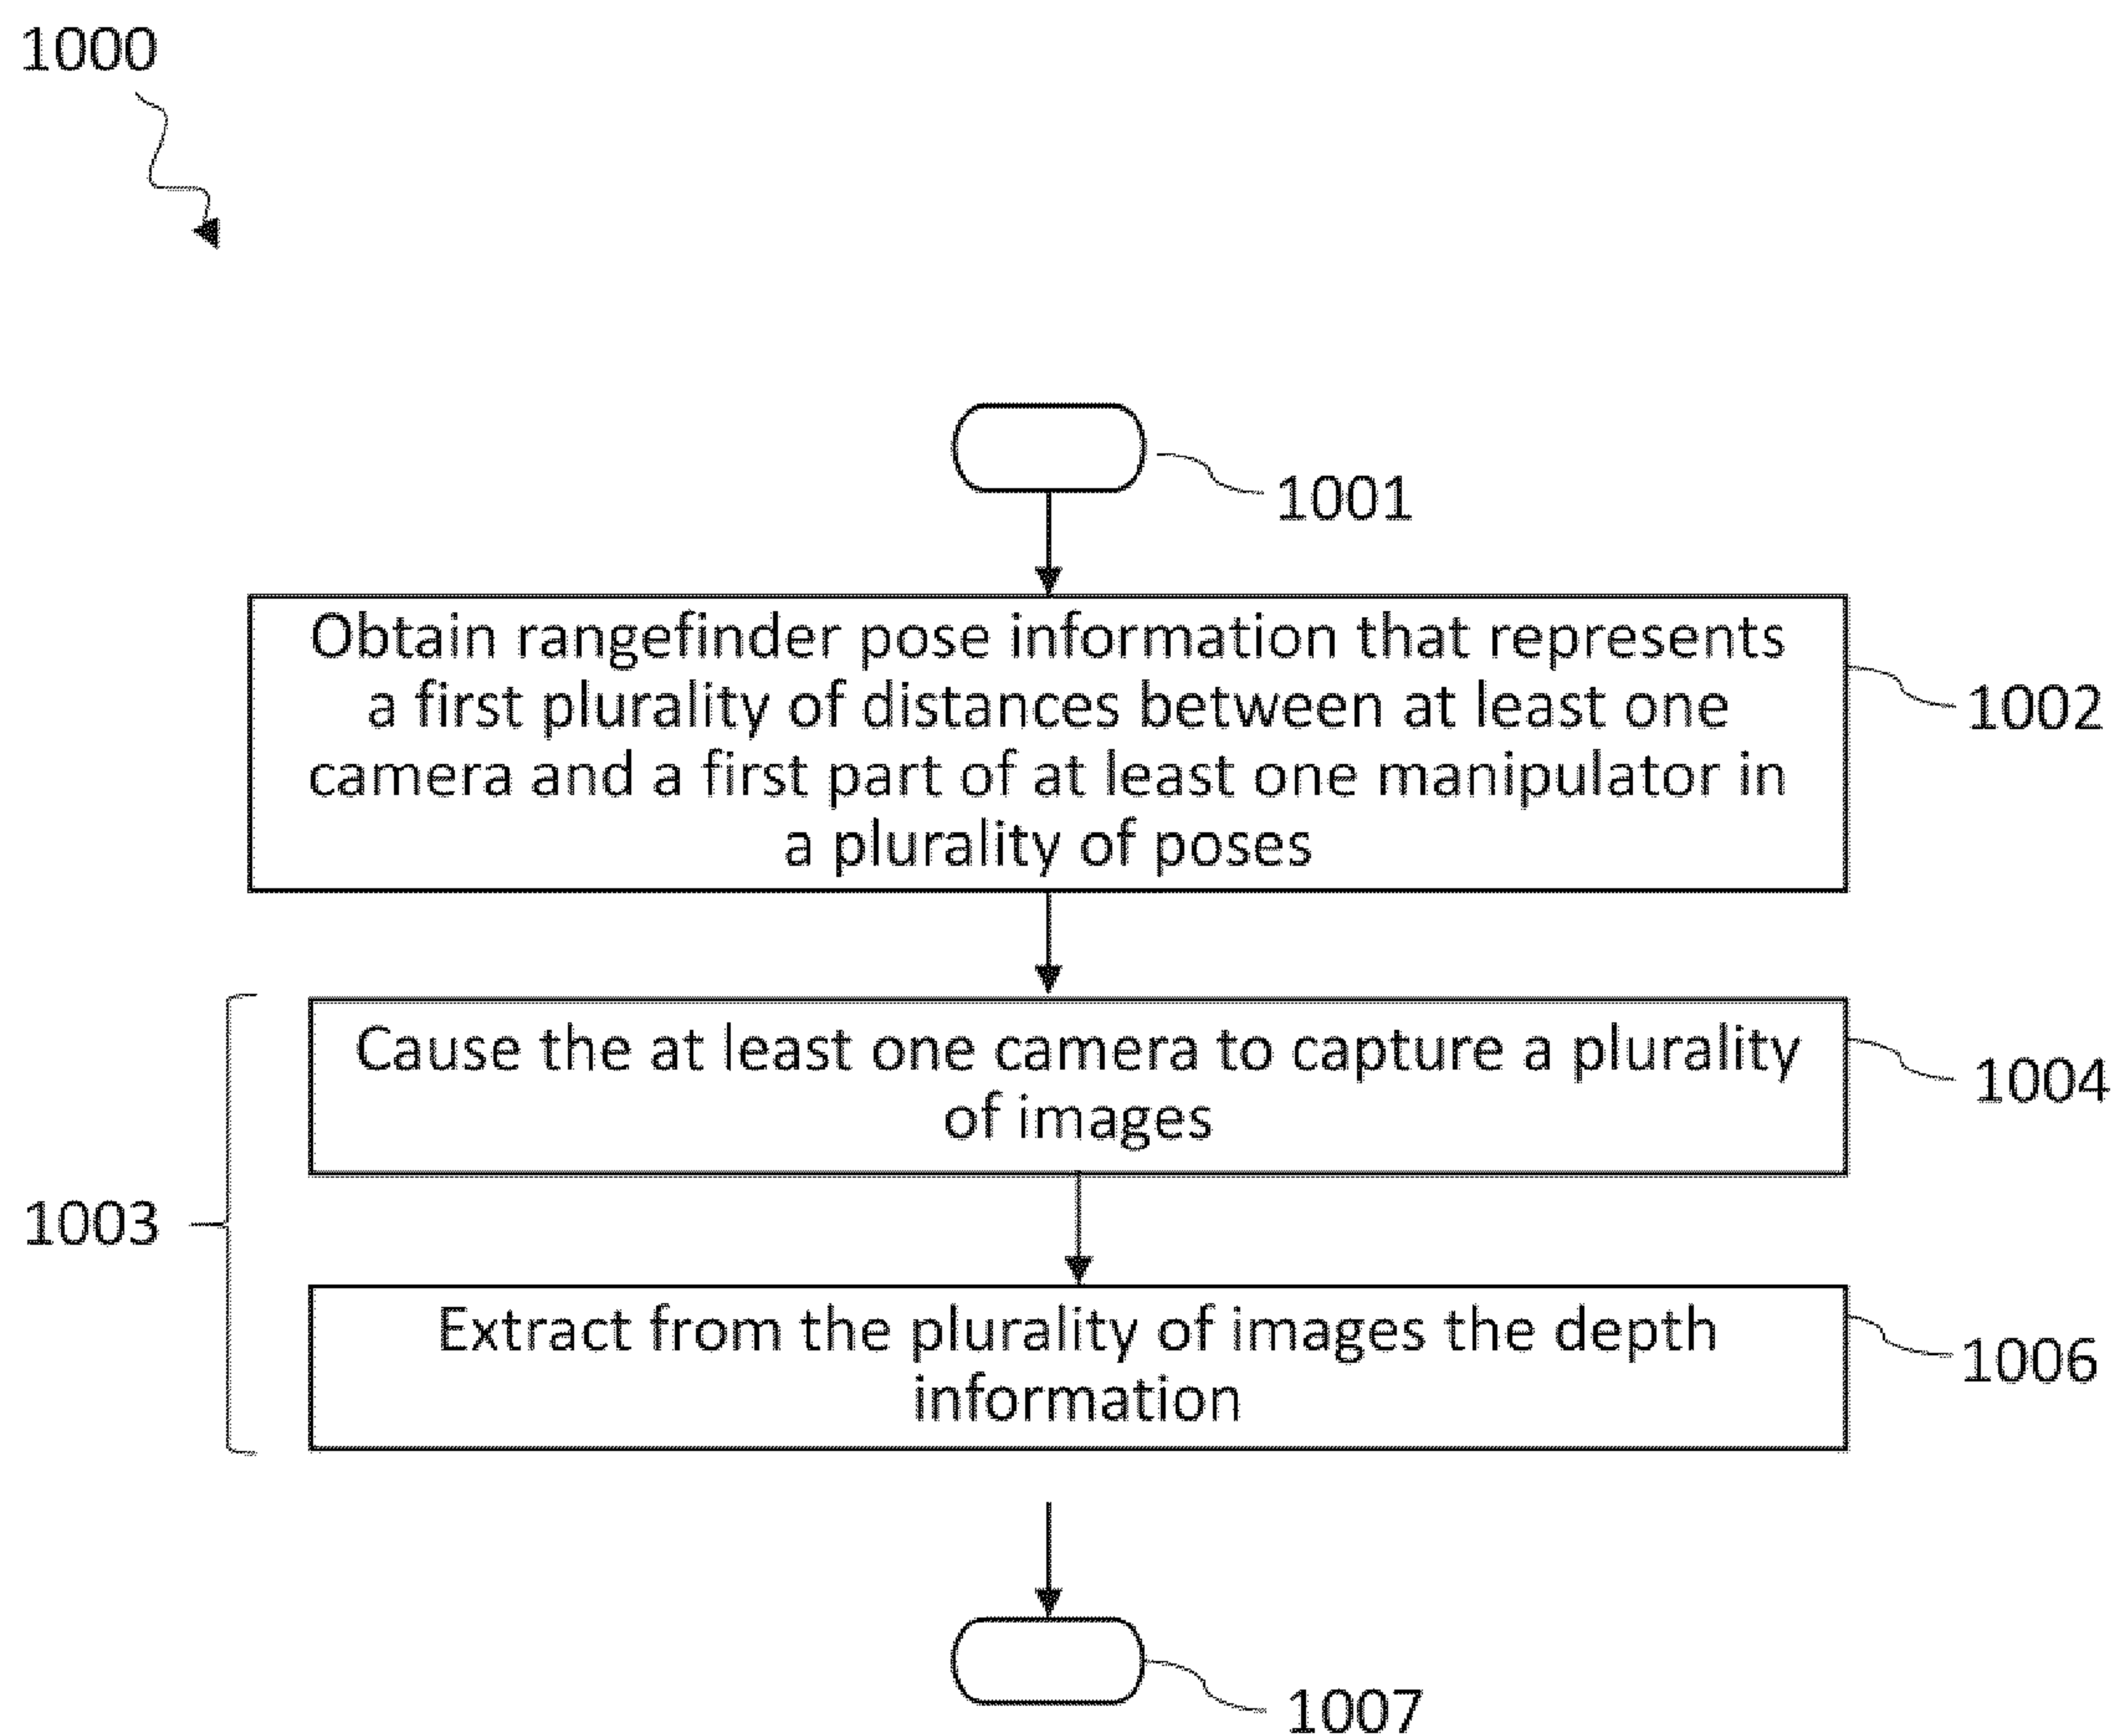 1000
1001
Obtain rangefinder pose information that represents
a first plurality of distances between at least one
camera and a first part of at least one manipulator in
a plurality of poses
1002
Cause the at least one camera to capture a plurality
of images
1004
1003
Extract from the plurality of images the depth
information
1006
1007